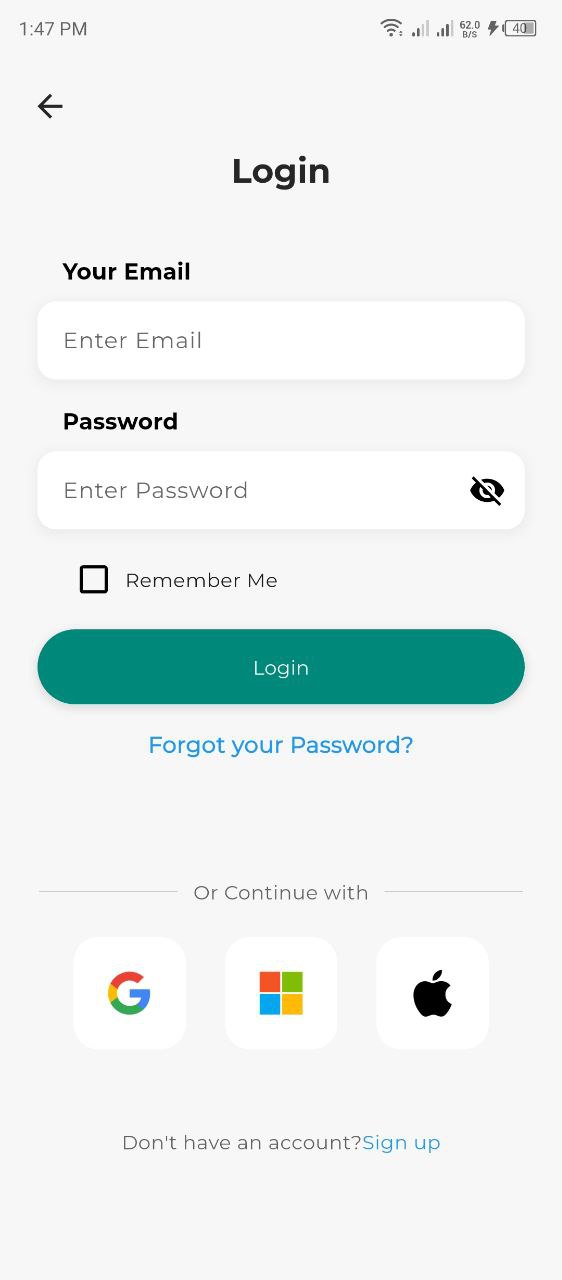 1:47 PM
62.0
B/S
40
Login
Your Email
Enter Email
Password
Enter Password
Remember Me
Login
Forgot your Password?
Or Continue with
Don't have an account?Sign up